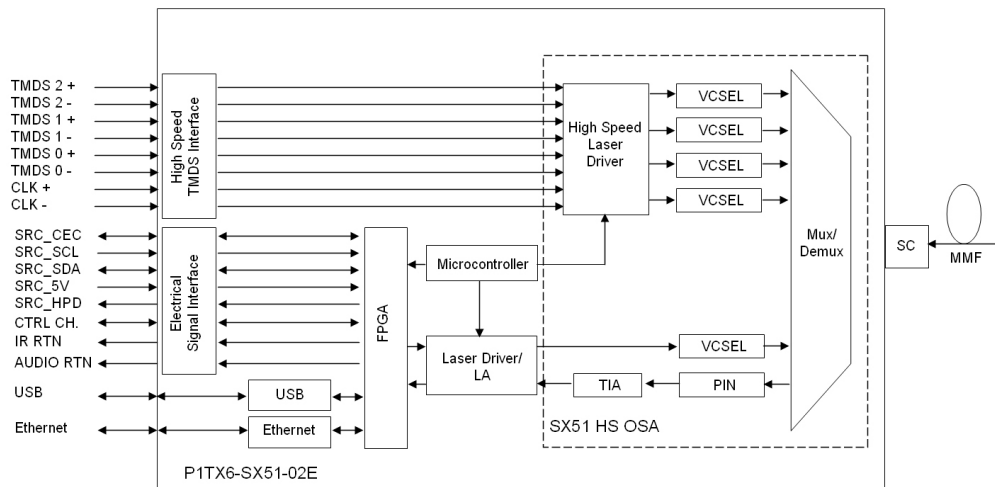 TMDS 2 +
TMDS 2 -
TMDS 1 +
TMDS 1 -
TMDS 0 +
TMDS 0 -
CLK +
CLK -
High Speed
TMDS Interface
High Speed
Laser
Driver
VCSEL
VCSEL
VCSEL
VCSEL
Mux/
Demux
SC
MMF
SRC_CEC
SRC_SCL
SRC_SDA
SRC_5V
SRC_HPD
CTRL CH.
IR RTN
AUDIO RTN
USB
Ethernet
Electrical
Signal Interface
USB
Ethernet
FPGA
Microcontroller
Laser Driver/
LA
VCSEL
TIA
PIN
SX51 HS OSA
P1TX6-SX51-02E